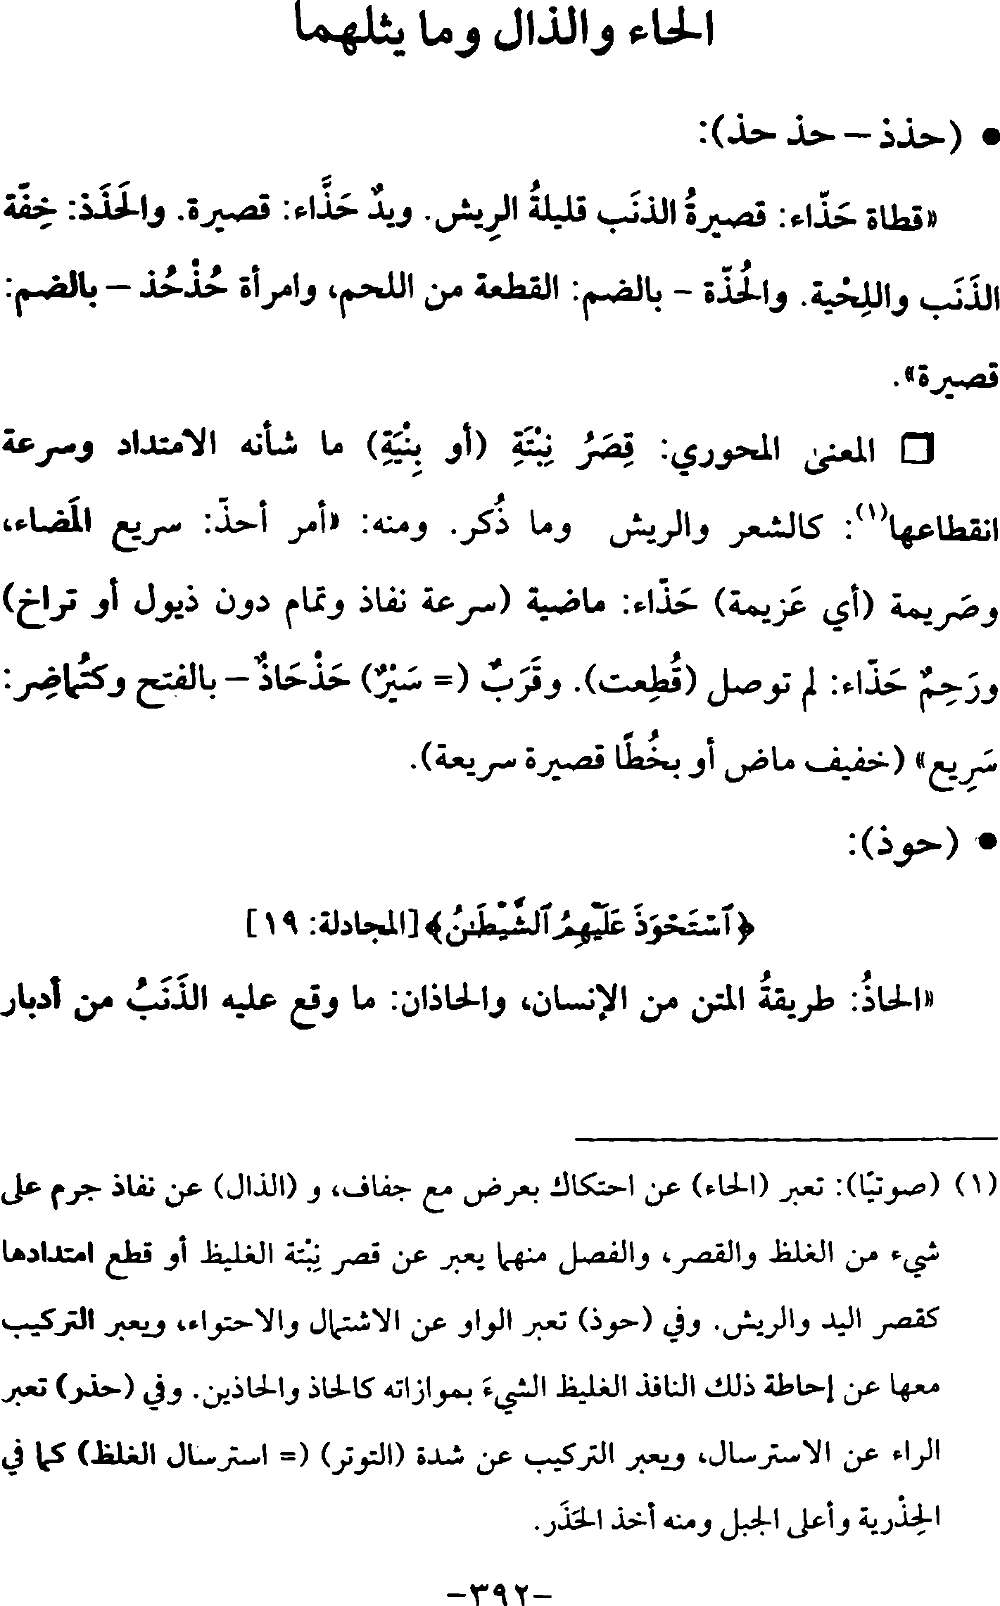 الحاء والذال وما يثلهما
• (حذذ – حذ حذ):
«قطاة حَذّاء: قصيرةُ الذنَب قليلةُ الرِيش. ويدٌ حَذَّاء: قصيرة. والحَذَذ: خِفّة
الذَنَب واللِحْية. والحُذّة – بالضم: القطعة من اللحم، وامرأة حُذْحُذ – بالضم:
قصيرة».
□ المعنى المحوري: قِصَرُ نِبْتَةِ (أو بِنْيَةِ) ما شأنه الامتداد وسرعة
انقطاعها(١): كالشعر والريش وما ذُكر. ومنه: «أمر أحذّ: سريع المَضاء،
وصَريمة (أي عَزيمة) حَذّاء: ماضية (سرعة نفاذ وتمام دون ذيول أو تراخ)
ورَحِمٌ حَذّاء: لم توصل (قُطِعت). وقَرَبٌ (= سَيْرٌ) حَذْحَاذٌ – بالفتح وكتُماضِر:
سَرِيع» (خفيف ماض أو بخُطًا قصيرة سريعة).
• (حوذ):
﴿ٱسْتَحْوَذَ عَلَيْهِمُ ٱلشَّيْطَٰنُ﴾ [المجادلة: ١٩]
«الحاذُ: طريقةُ المتن من الإنسان، والحاذان: ما وقع عليه الذَنَبُ من أدبار
(١) (صوتيًا): تعبر (الحاء) عن احتكاك بعرض مع جفاف، و (الذال) عن نفاذ جرم على
شيء من الغلظ والقصر، والفصل منهما يعبر عن قصر نِبْتة الغليظ أو قطع امتدادها
كقصر اليد والريش. وفي (حوذ) تعبر الواو عن الاشتمال والاحتواء، ويعبر التركيب
معها عن إحاطة ذلك النافذ الغليظ الشيءَ بموازاته كالحاذ والحاذين. وفي (حذر) تعبر
الراء عن الاسترسال، ويعبر التركيب عن شدة (التوتر) (= استرسال الغلظ) كما في
الحِذْرية وأعلى الجبل ومنه أخذ الحَذَر.
-٣٩٢-